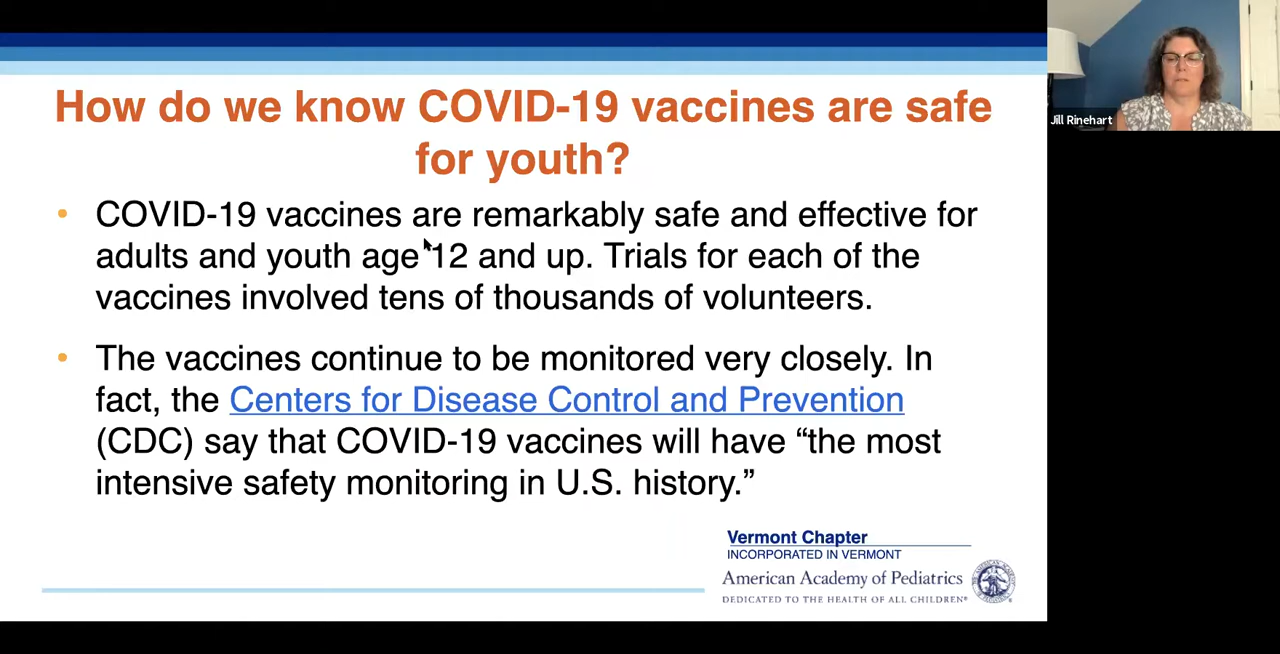 How do we know COVID-19 vaccines are safe
for youth?
• COVID-19 vaccines are remarkably safe and effective for
adults and youth age 12 and up. Trials for each of the
vaccines involved tens of thousands of volunteers.
• The vaccines continue to be monitored very closely. In
fact, the Centers for Disease Control and Prevention
(CDC) say that COVID-19 vaccines will have “the most
intensive safety monitoring in U.S. history.”
Vermont Chapter
INCORPORATED IN VERMONT
American Academy of Pediatrics
DEDICATED TO THE HEALTH OF ALL CHILDREN®
Jill Rinehart